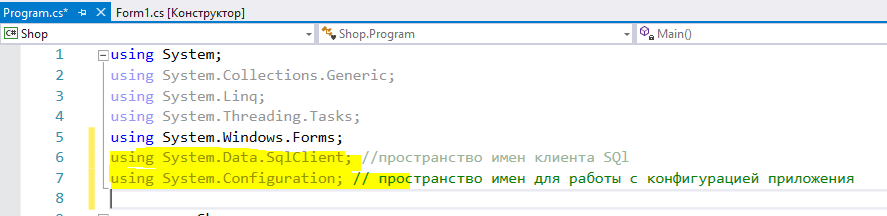 Program.cs* Form1.cs [Конструктор]
C# Shop Shop.Program Main()
1 using System;
2 using System.Collections.Generic;
3 using System.Linq;
4 using System.Threading.Tasks;
5 using System.Windows.Forms;
6 using System.Data.SqlClient; //пространство имен клиента SQl
7 using System.Configuration; // пространство имен для работы с конфигурацией приложения
8